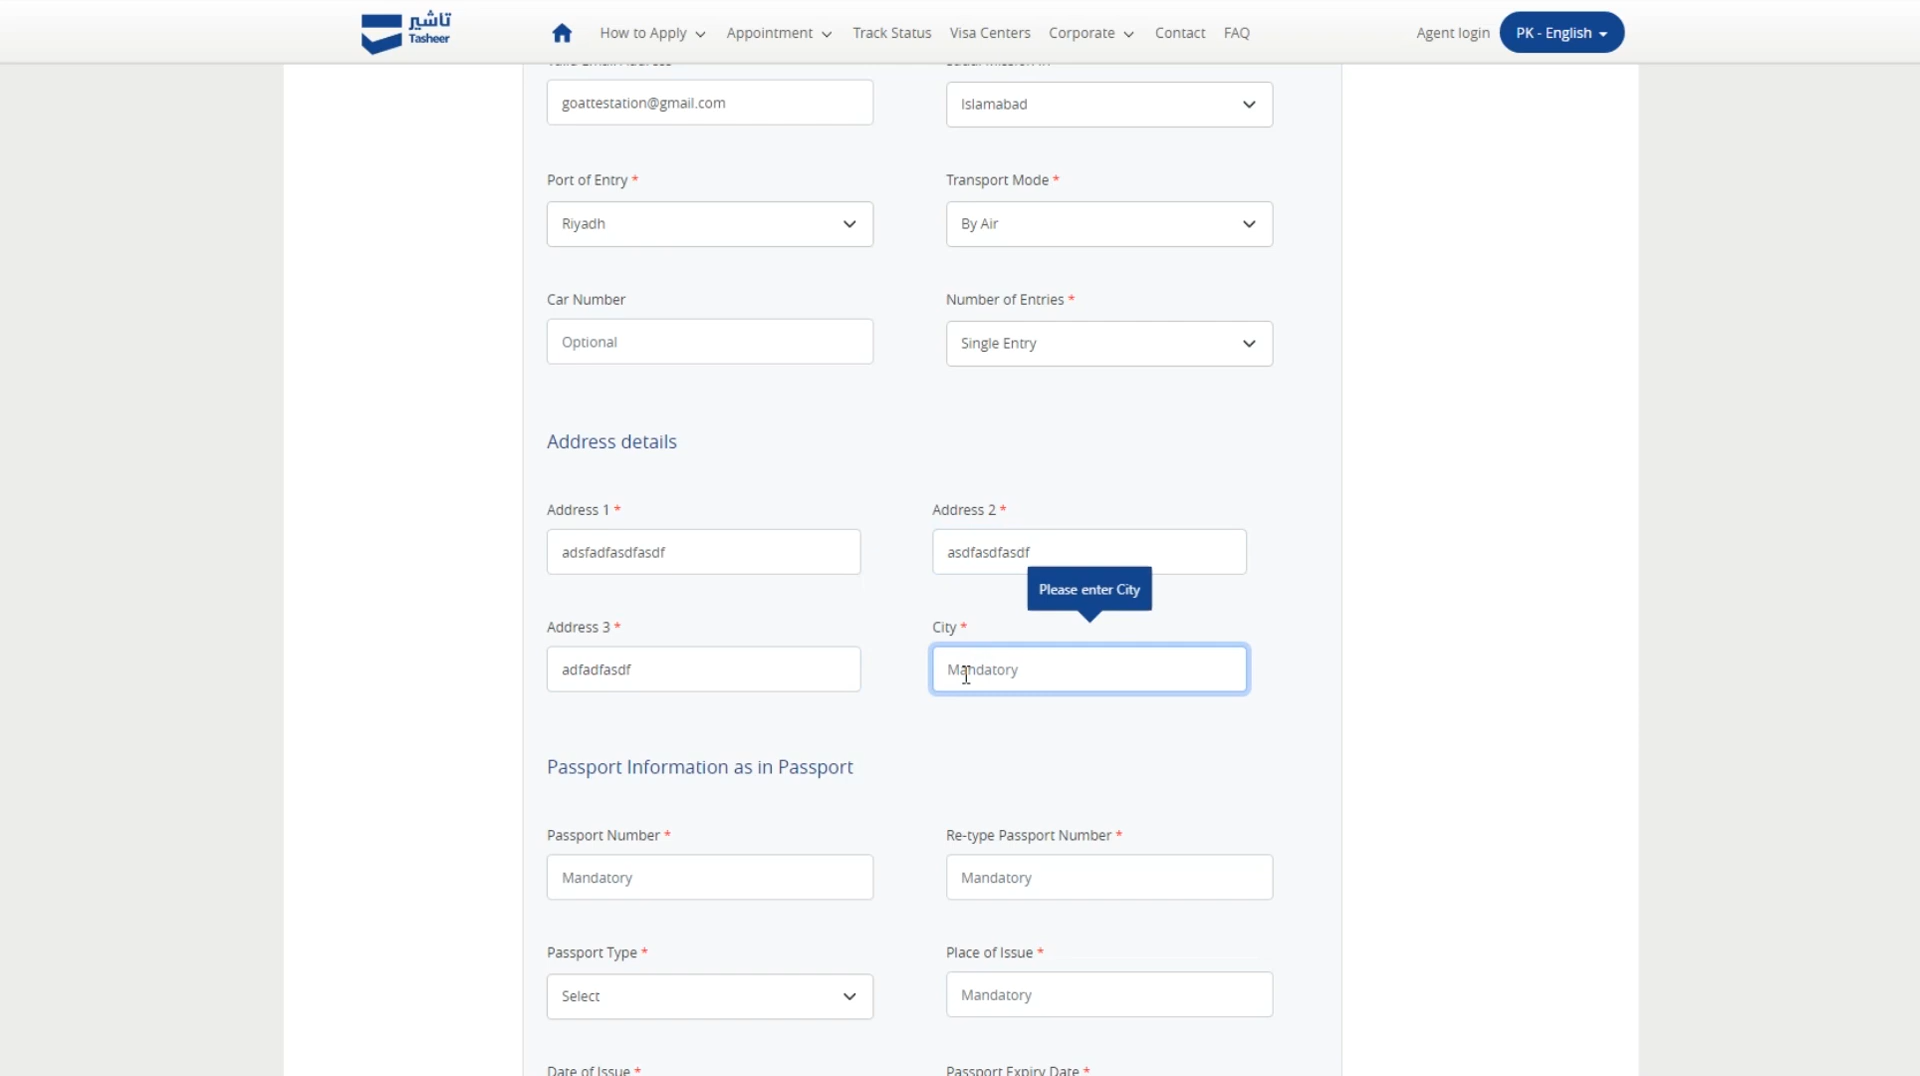 تاشير
Tasheer
How to Apply
Appointment
Track Status
Visa Centers
Corporate
Contact
FAQ
Agent login
PK - English
goattestation@gmail.com
Islamabad
Port of Entry *
Transport Mode *
Riyadh
By Air
Car Number
Number of Entries *
Optional
Single Entry
Address details
Address 1 *
Address 2 *
adsfadfasdfasdf
asdfasdfasdf
Please enter City
Address 3 *
City *
adfadfasdf
Mandatory
Passport Information as in Passport
Passport Number *
Re-type Passport Number *
Mandatory
Mandatory
Passport Type *
Place of Issue *
Select
Mandatory
Date of Issue *
Passport Expiry Date *